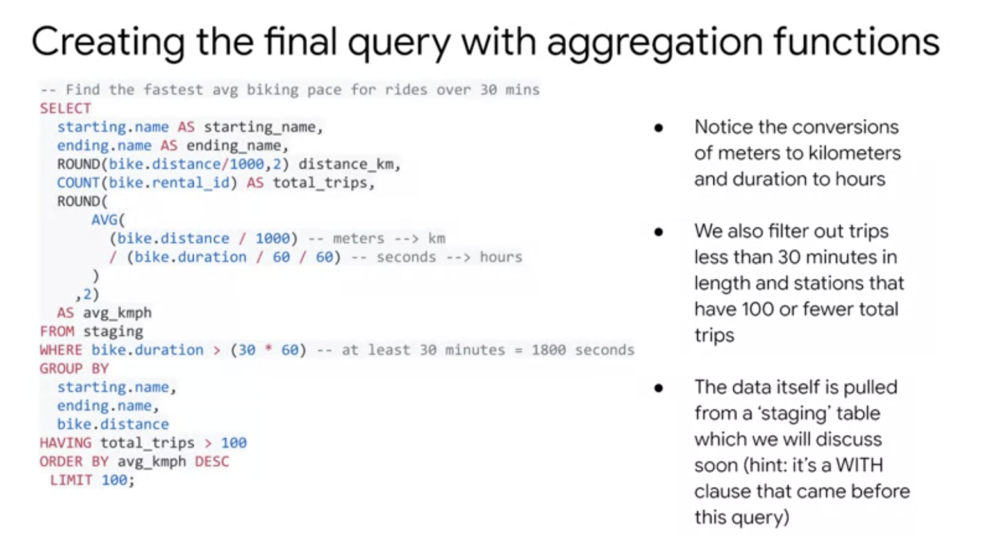 Creating the final query with aggregation functions
-- Find the fastest avg biking pace for rides over 30 mins
SELECT
starting.name AS starting_name,
ending.name AS ending_name,
ROUND(bike.distance/1000,2) distance_km,
COUNT(bike.rental_id) AS total_trips,
ROUND(
AVG(
(bike.distance / 1000) -- meters --> km
/ (bike.duration / 60 / 60) -- seconds --> hours
)
,2)
AS avg_kmph
FROM staging
WHERE bike.duration > (30 * 60) -- at least 30 minutes = 1800 seconds
GROUP BY
starting.name,
ending.name,
bike.distance
HAVING total_trips > 100
ORDER BY avg_kmph DESC
LIMIT 100;
● Notice the conversions
of meters to kilometers
and duration to hours
● We also filter out trips
less than 30 minutes in
length and stations that
have 100 or fewer total
trips
● The data itself is pulled
from a ‘staging’ table
which we will discuss
soon (hint: it’s a WITH
clause that came before
this query)